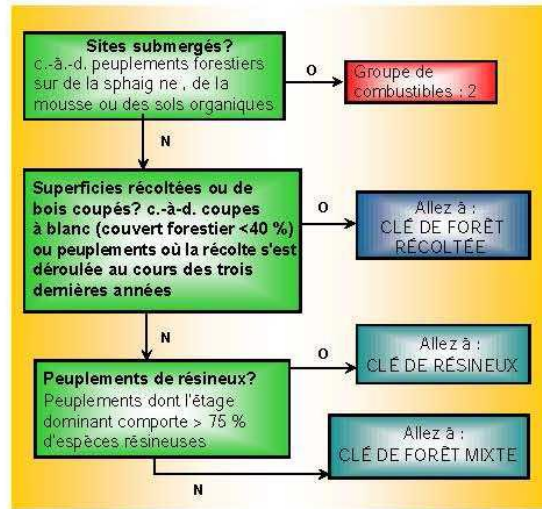 Sites submergés?
c.-à-d. peuplements forestiers
sur de la sphaig ne , de la
mousse ou des sols organiques
O
Groupe de
combustibles : 2
N
Superficies récoltées ou de
bois coupés? c.-à-d. coupes
à blanc (couvert forestier <40 %)
ou peuplements où la récolte s'est
déroulée au cours des trois
dernières années
O
Allez à :
CLÉ DE FORÊT
RÉCOLTÉE
N
Peuplements de résineux?
Peuplements dont l'étage
dominant comporte > 75 %
d'espèces résineuses
O
Allez à :
CLÉ DE RÉSINEUX
N
Allez à :
CLÉ DE FORÊT MIXTE